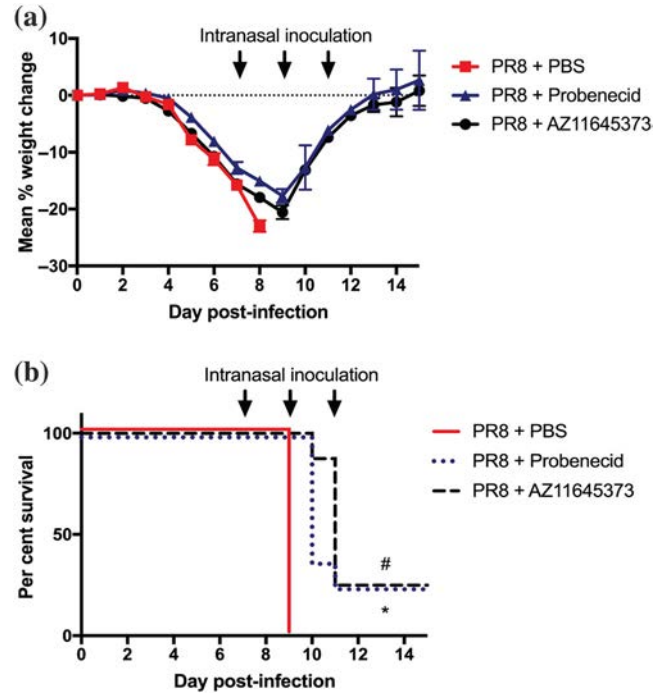 (a)
Intranasal inoculation
10
0
−10
−20
−30
Mean % weight change
0 2 4 6 8 10 12 14
Day post-infection
PR8 + PBS
PR8 + Probenecid
PR8 + AZ11645373
(b)
Intranasal inoculation
100
50
0
Per cent survival
#
*
0 2 4 6 8 10 12 14
Day post-infection
PR8 + PBS
PR8 + Probenecid
PR8 + AZ11645373